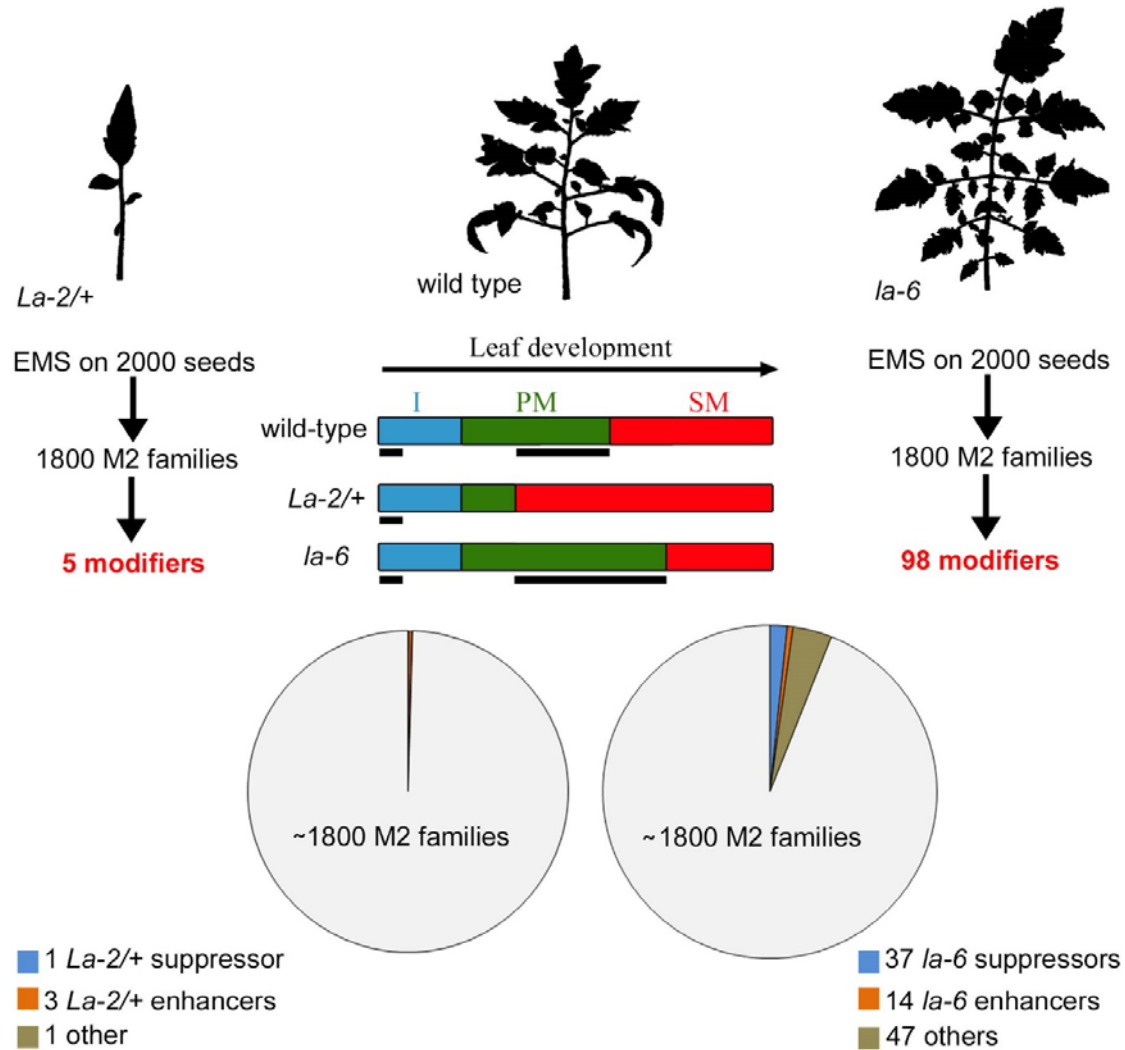 La-2/+
wild type
la-6
EMS on 2000 seeds
1800 M2 families
5 modifiers
Leaf development
I PM SM
wild-type
La-2/+
la-6
EMS on 2000 seeds
1800 M2 families
98 modifiers
~1800 M2 families
~1800 M2 families
1 La-2/+ suppressor
3 La-2/+ enhancers
1 other
37 la-6 suppressors
14 la-6 enhancers
47 others